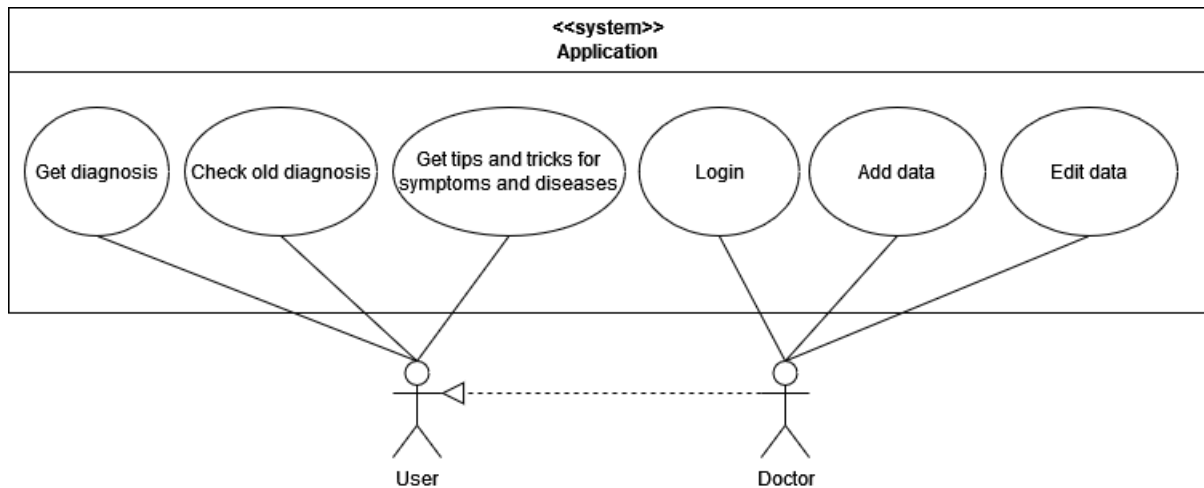 <<system>>
Application
Get diagnosis
Check old diagnosis
Get tips and tricks for
symptoms and diseases
Login
Add data
Edit data
User
Doctor